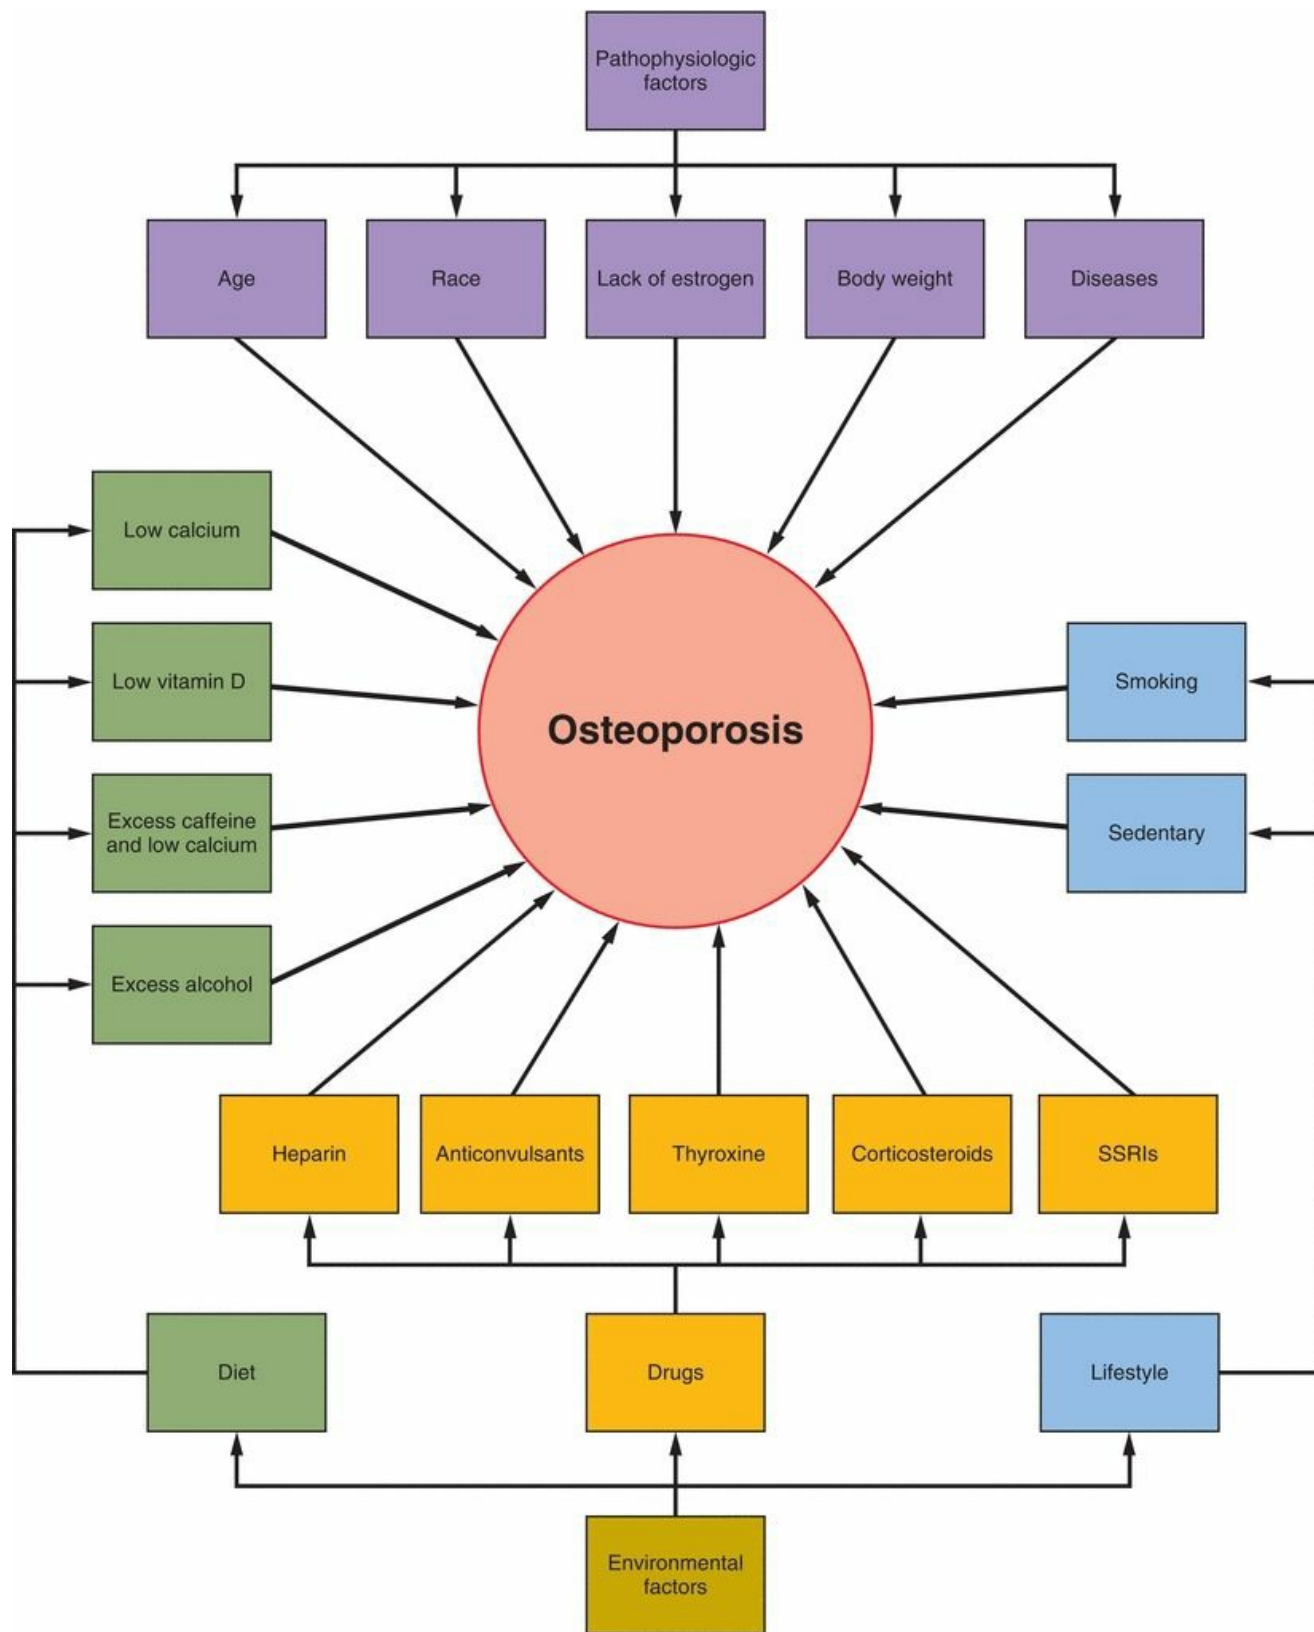 Pathophysiologic
factors
Age
Race
Lack of estrogen
Body weight
Diseases
Low calcium
Low vitamin D
Excess caffeine
and low calcium
Excess alcohol
Osteoporosis
Smoking
Sedentary
Heparin
Anticonvulsants
Thyroxine
Corticosteroids
SSRIs
Diet
Drugs
Lifestyle
Environmental
factors